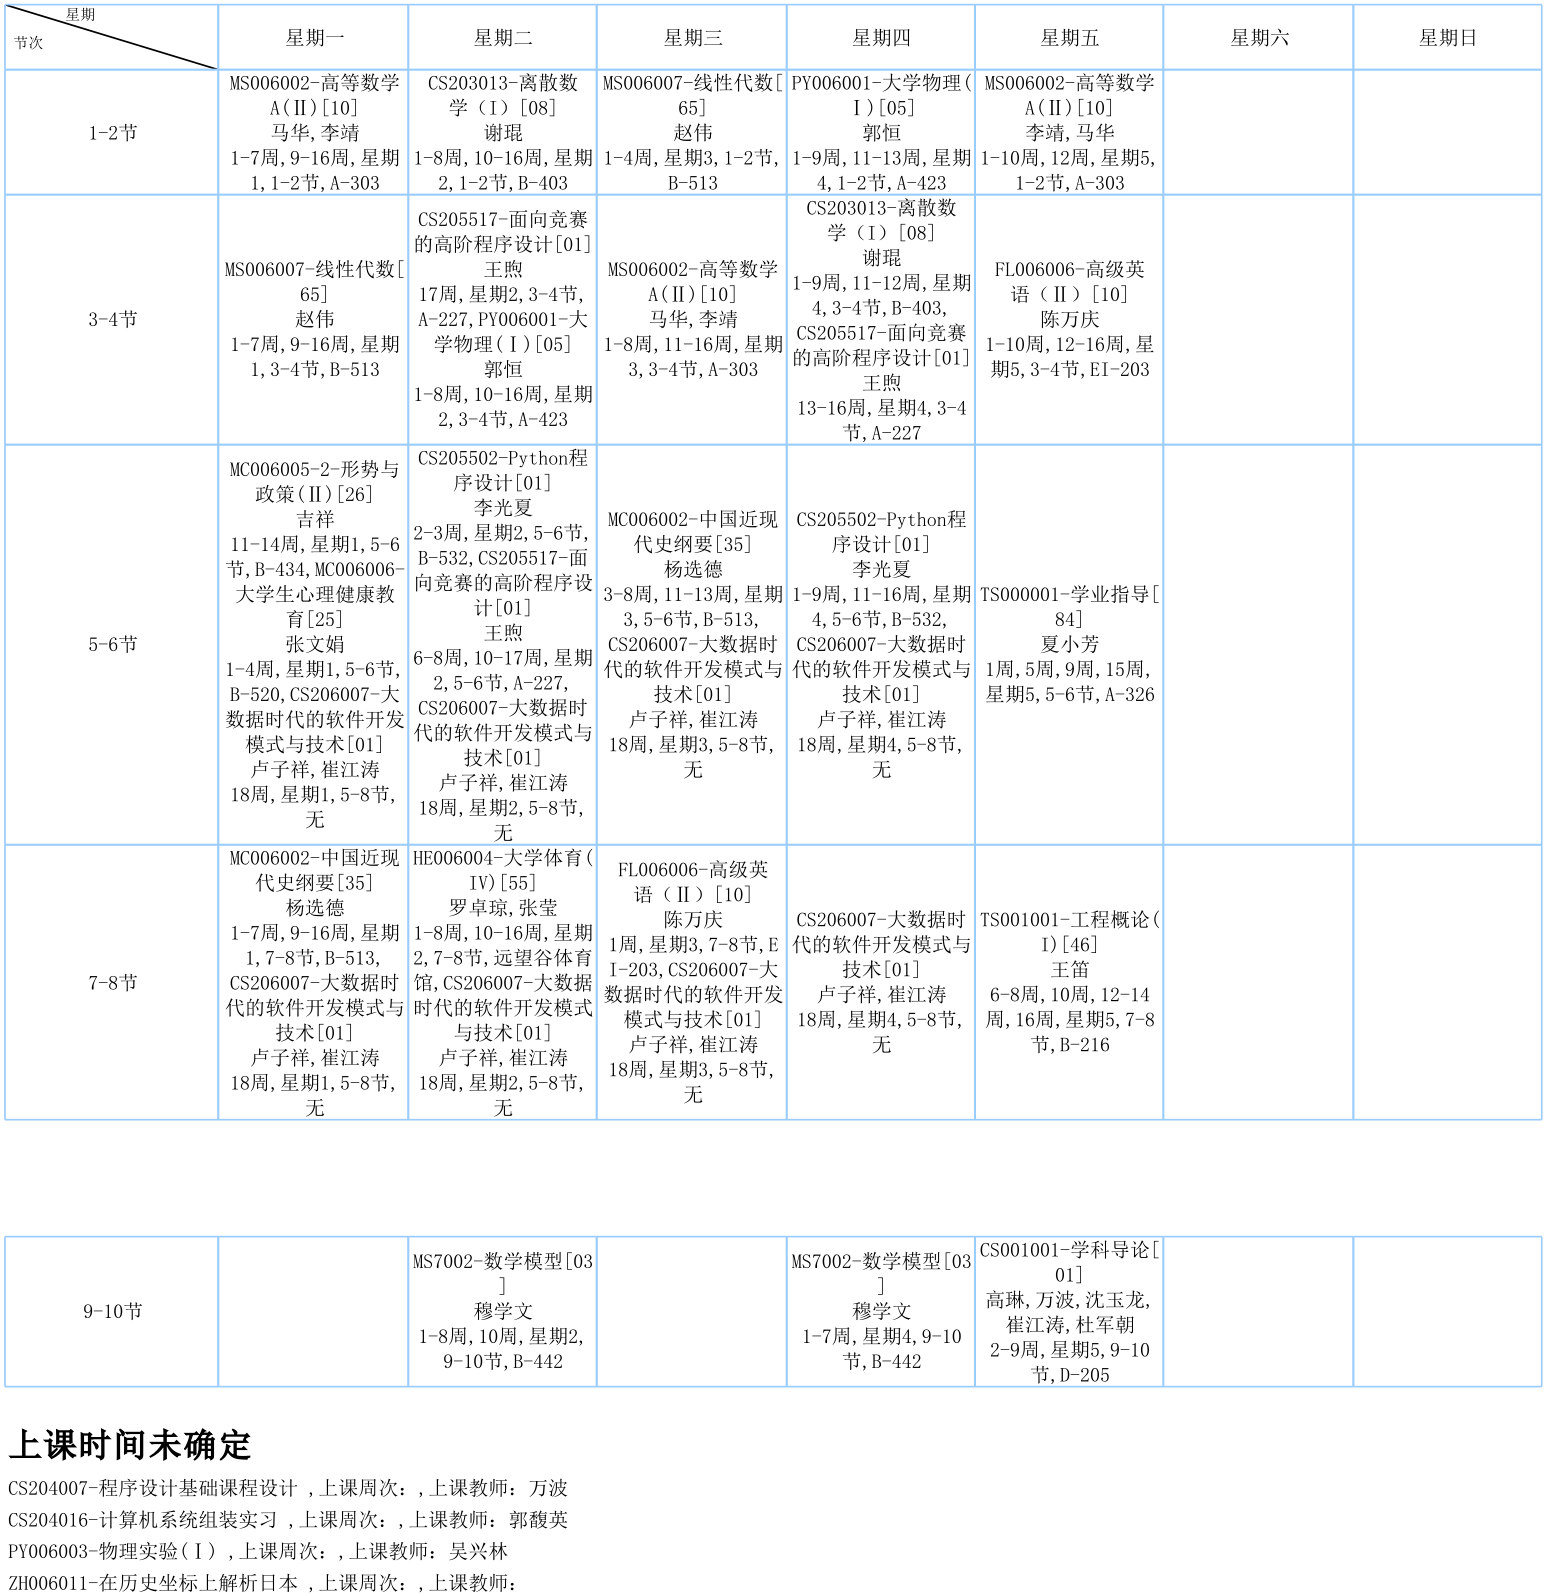 星期
节次
星期一
星期二
星期三
星期四
星期五
星期六
星期日
1-2节
MS006002-高等数学
A(Ⅱ)[10]
马华,李靖
1-7周,9-16周,星期
1,1-2节,A-303
CS203013-离散数
学（I）[08]
谢琨
1-8周,10-16周,星期
2,1-2节,B-403
MS006007-线性代数[
65]
赵伟
1-4周,星期3,1-2节,
B-513
PY006001-大学物理(
Ⅰ)[05]
郭恒
1-9周,11-13周,星期
4,1-2节,A-423
MS006002-高等数学
A(Ⅱ)[10]
李靖,马华
1-10周,12周,星期5,
1-2节,A-303
3-4节
MS006007-线性代数[
65]
赵伟
1-7周,9-16周,星期
1,3-4节,B-513
CS205517-面向竞赛
的高阶程序设计[01]
王煦
17周,星期2,3-4节,
A-227,PY006001-大
学物理(Ⅰ)[05]
郭恒
1-8周,10-16周,星期
2,3-4节,A-423
MS006002-高等数学
A(Ⅱ)[10]
马华,李靖
1-8周,11-16周,星期
3,3-4节,A-303
CS203013-离散数
学（I）[08]
谢琨
1-9周,11-12周,星期
4,3-4节,B-403,
CS205517-面向竞赛
的高阶程序设计[01]
王煦
13-16周,星期4,3-4
节,A-227
FL006006-高级英
语（Ⅱ）[10]
陈万庆
1-10周,12-16周,星
期5,3-4节,EI-203
5-6节
MC006005-2-形势与
政策(Ⅱ)[26]
吉祥
11-14周,星期1,5-6
节,B-434,MC006006-
大学生心理健康教
育[25]
张文娟
1-4周,星期1,5-6节,
B-520,CS206007-大
数据时代的软件开发
模式与技术[01]
卢子祥,崔江涛
18周,星期1,5-8节,
无
CS205502-Python程
序设计[01]
李光夏
2-3周,星期2,5-6节,
B-532,CS205517-面
向竞赛的高阶程序设
计[01]
王煦
6-8周,10-17周,星期
2,5-6节,A-227,
CS206007-大数据时
代的软件开发模式与
技术[01]
卢子祥,崔江涛
18周,星期2,5-8节,
无
MC006002-中国近现
代史纲要[35]
杨选德
3-8周,11-13周,星期
3,5-6节,B-513,
CS206007-大数据时
代的软件开发模式与
技术[01]
卢子祥,崔江涛
18周,星期3,5-8节,
无
CS205502-Python程
序设计[01]
李光夏
1-9周,11-16周,星期
4,5-6节,B-532,
CS206007-大数据时
代的软件开发模式与
技术[01]
卢子祥,崔江涛
18周,星期4,5-8节,
无
TS000001-学业指导[
84]
夏小芳
1周,5周,9周,15周,
星期5,5-6节,A-326
7-8节
MC006002-中国近现
代史纲要[35]
杨选德
1-7周,9-16周,星期
1,7-8节,B-513,
CS206007-大数据时
代的软件开发模式与
技术[01]
卢子祥,崔江涛
18周,星期1,5-8节,
无
HE006004-大学体育(
IV)[55]
罗卓琼,张莹
1-8周,10-16周,星期
2,7-8节,远望谷体育
馆,CS206007-大数据
时代的软件开发模式
与技术[01]
卢子祥,崔江涛
18周,星期2,5-8节,
无
FL006006-高级英
语（Ⅱ）[10]
陈万庆
1周,星期3,7-8节,E
I-203,CS206007-大
数据时代的软件开发
模式与技术[01]
卢子祥,崔江涛
18周,星期3,5-8节,
无
CS206007-大数据时
代的软件开发模式与
技术[01]
卢子祥,崔江涛
18周,星期4,5-8节,
无
TS001001-工程概论(
I)[46]
王笛
6-8周,10周,12-14
周,16周,星期5,7-8
节,B-216
9-10节
MS7002-数学模型[03
]
穆学文
1-8周,10周,星期2,
9-10节,B-442
MS7002-数学模型[03
]
穆学文
1-7周,星期4,9-10
节,B-442
CS001001-学科导论[
01]
高琳,万波,沈玉龙,
崔江涛,杜军朝
2-9周,星期5,9-10
节,D-205
上课时间未确定
CS204007-程序设计基础课程设计 ,上课周次：,上课教师：万波
CS204016-计算机系统组装实习 ,上课周次：,上课教师：郭馥英
PY006003-物理实验(Ⅰ) ,上课周次：,上课教师：吴兴林
ZH006011-在历史坐标上解析日本 ,上课周次：,上课教师：